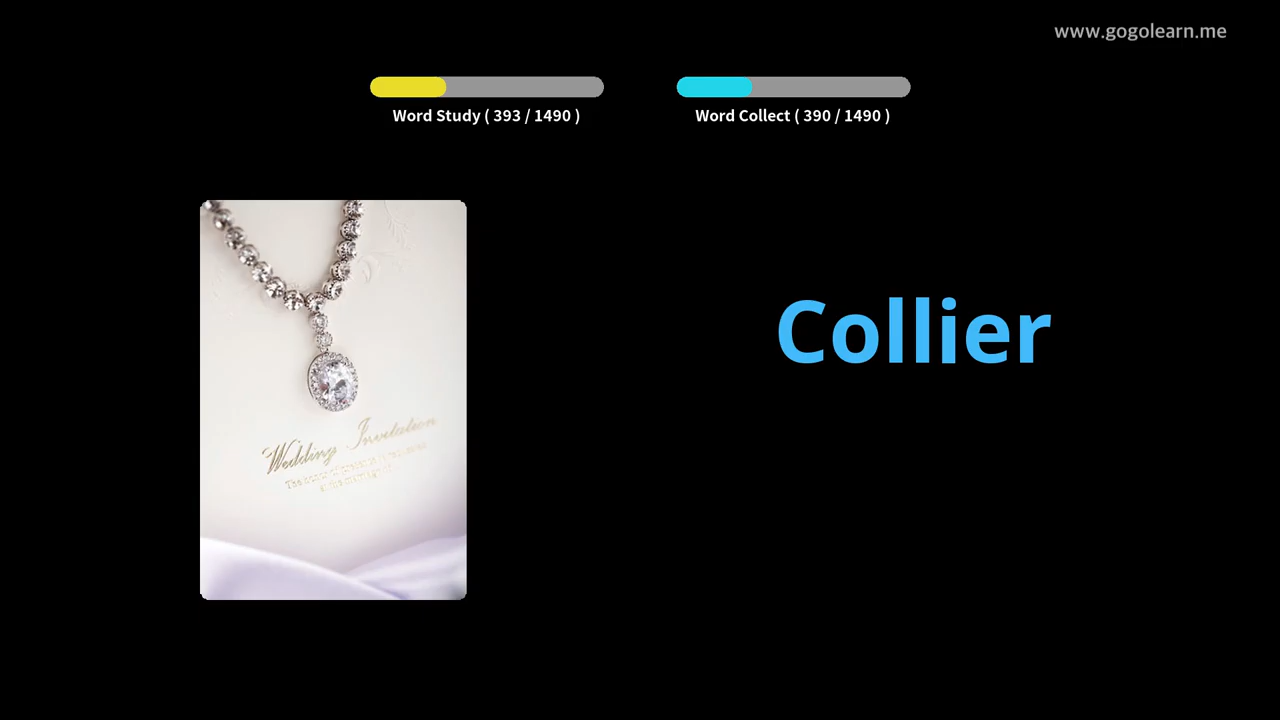 www.gogolearn.me
Word Study ( 393 / 1490 )
Word Collect ( 390 / 1490 )
Collier
Wedding Invitation